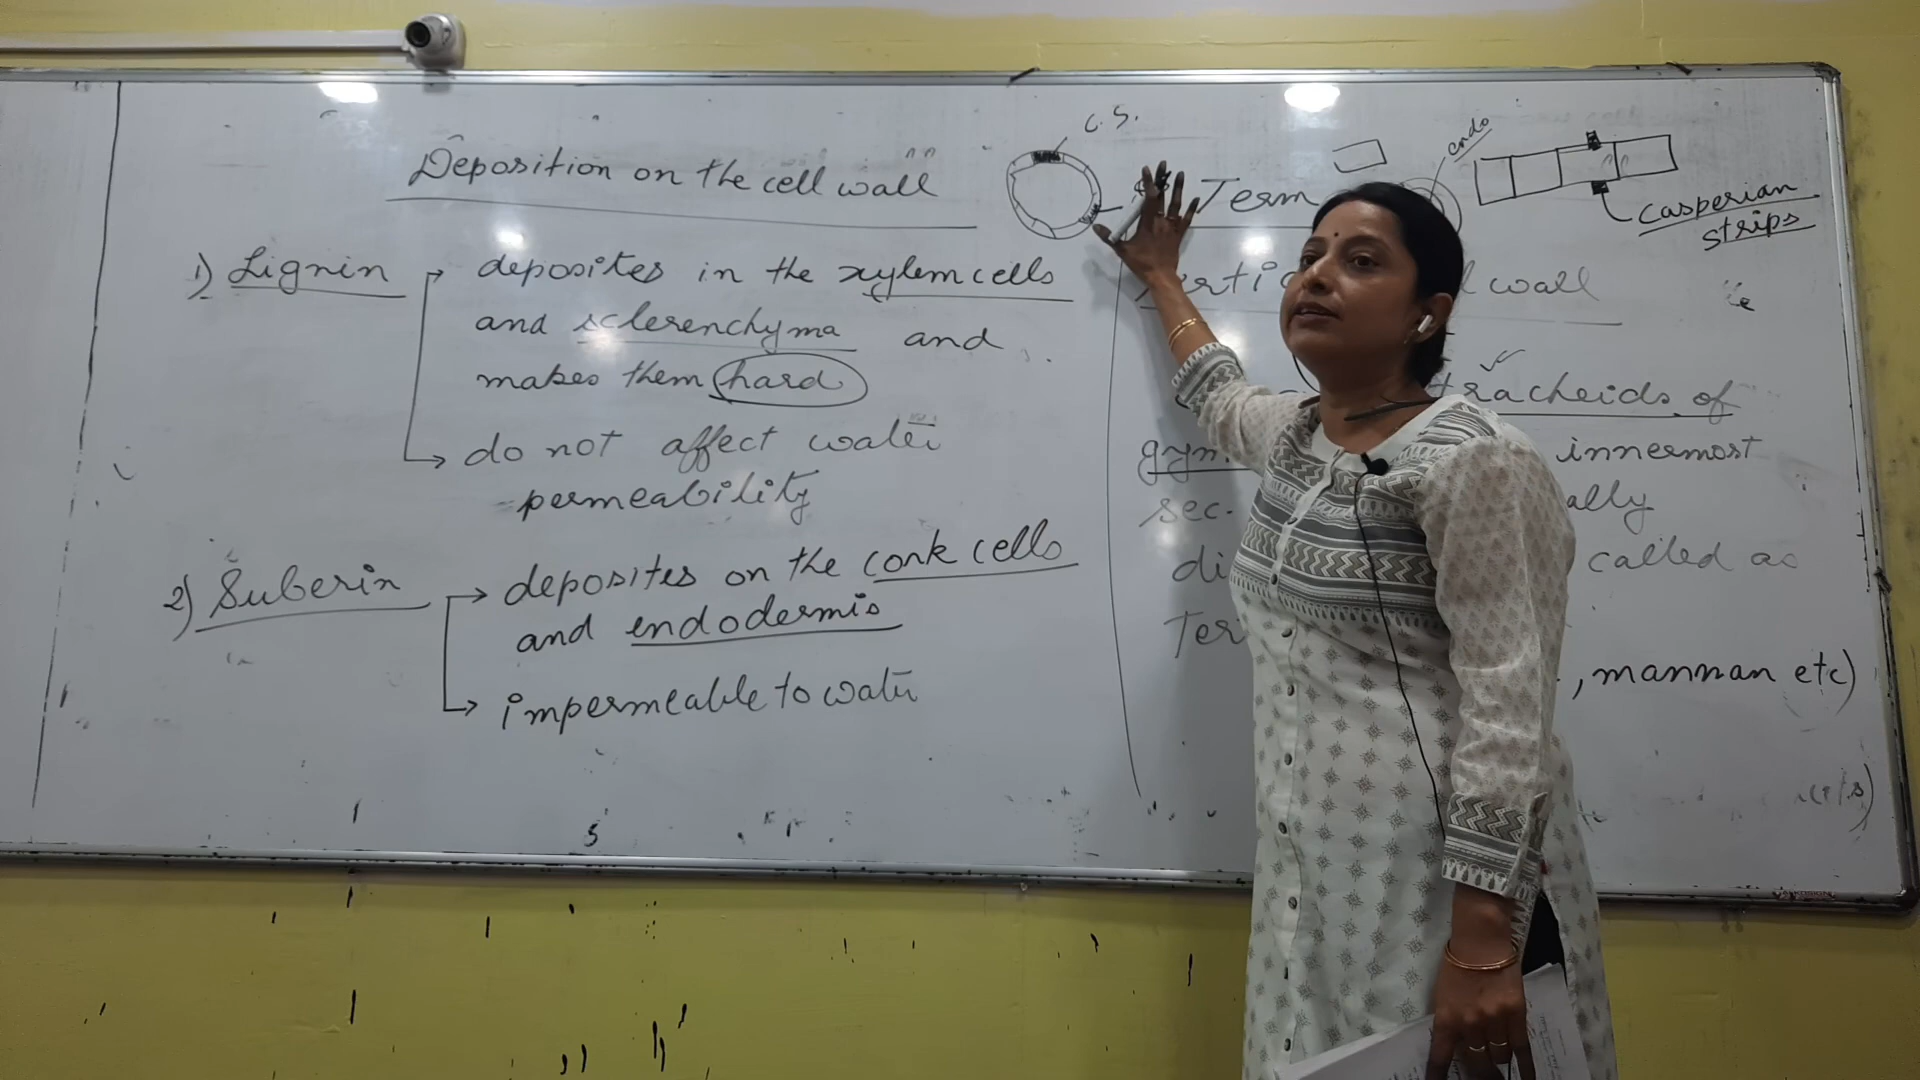 Deposition on the cell wall
1) Lignin → deposites in the xylem cells
and sclerenchyma and
makes them hard
→ do not affect water
permeability
2) Suberin → deposites on the cork cells
and endodermis
→ impermeable to water
C.S.
endo
Casperian
strips
Term
wall
tracheids of
gym innermost
sec. ally
di called as
Ter
, mannan etc)